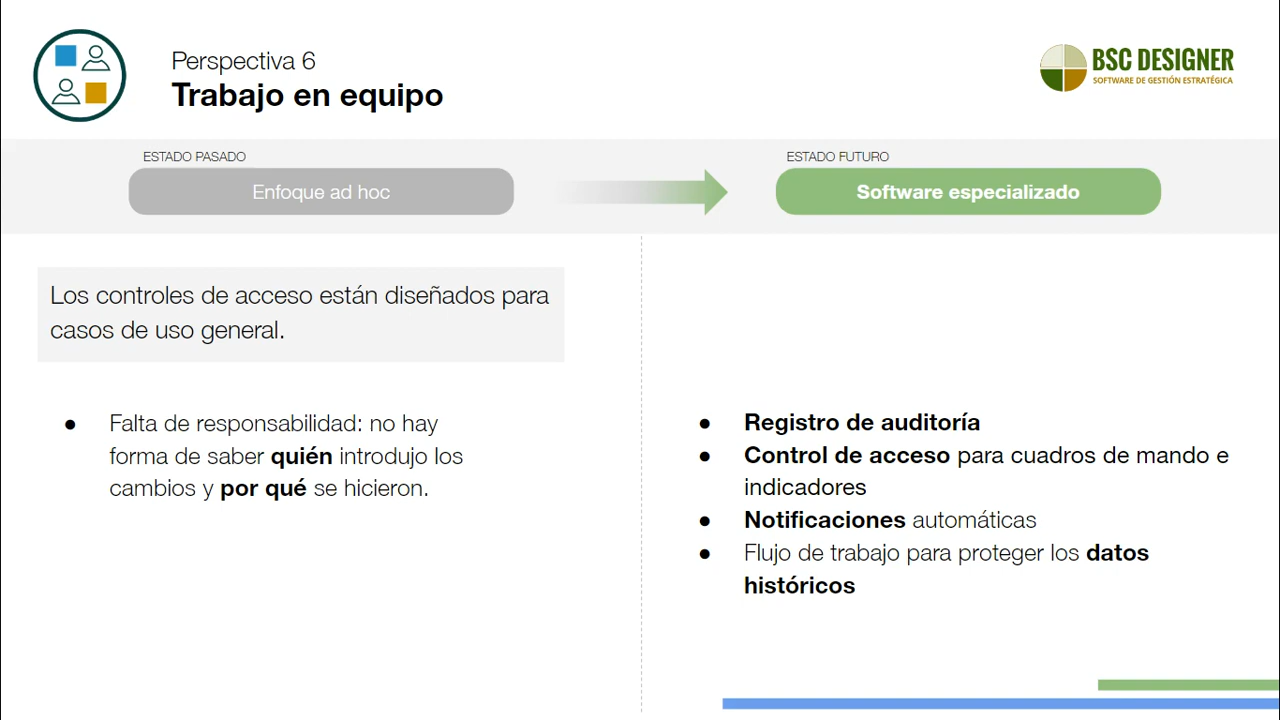 Perspectiva 6
Trabajo en equipo
BSC DESIGNER
SOFTWARE DE GESTIÓN ESTRATÉGICA
ESTADO PASADO
Enfoque ad hoc
ESTADO FUTURO
Software especializado
Los controles de acceso están diseñados para
casos de uso general.
● Falta de responsabilidad: no hay
forma de saber quién introdujo los
cambios y por qué se hicieron.
● Registro de auditoría
● Control de acceso para cuadros de mando e
indicadores
● Notificaciones automáticas
● Flujo de trabajo para proteger los datos
históricos